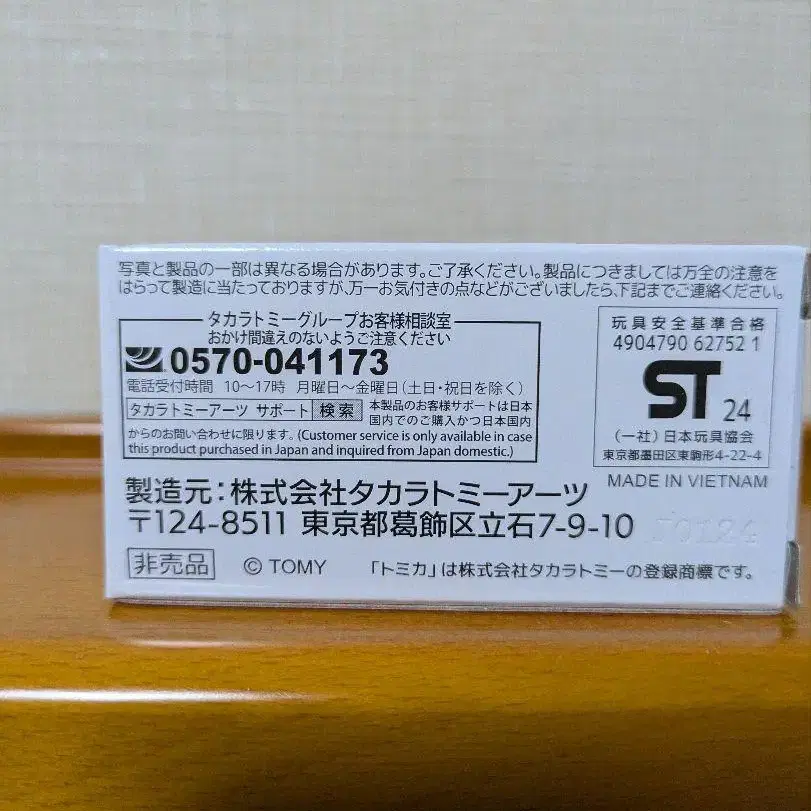 写真と製品の一部は異なる場合があります。ご了承ください。製品につきましては万全の注意を
はらって製造に当たっておりますが、万一お気付きの点などがございましたら、下記までご連絡ください。
タカラトミーグループお客様相談室
おかけ間違えのないようご注意ください
0570-041173
電話受付時間 10〜17時 月曜日〜金曜日(土日・祝日を除く)
タカラトミーアーツ サポート 検索 本製品のお客様サポートは日本
国内でのご購入かつ日本国内
からのお問い合わせに限ります。(Customer service is only available in case
this product purchased in Japan and inquired from Japan domestic.)
玩具安全基準合格
4904790 62752 1
ST 24
(一社)日本玩具協会
東京都墨田区東駒形4-22-4
MADE IN VIETNAM
製造元:株式会社タカラトミーアーツ
〒124-8511 東京都葛飾区立石7-9-10
非売品 © TOMY 「トミカ」は株式会社タカラトミーの登録商標です。